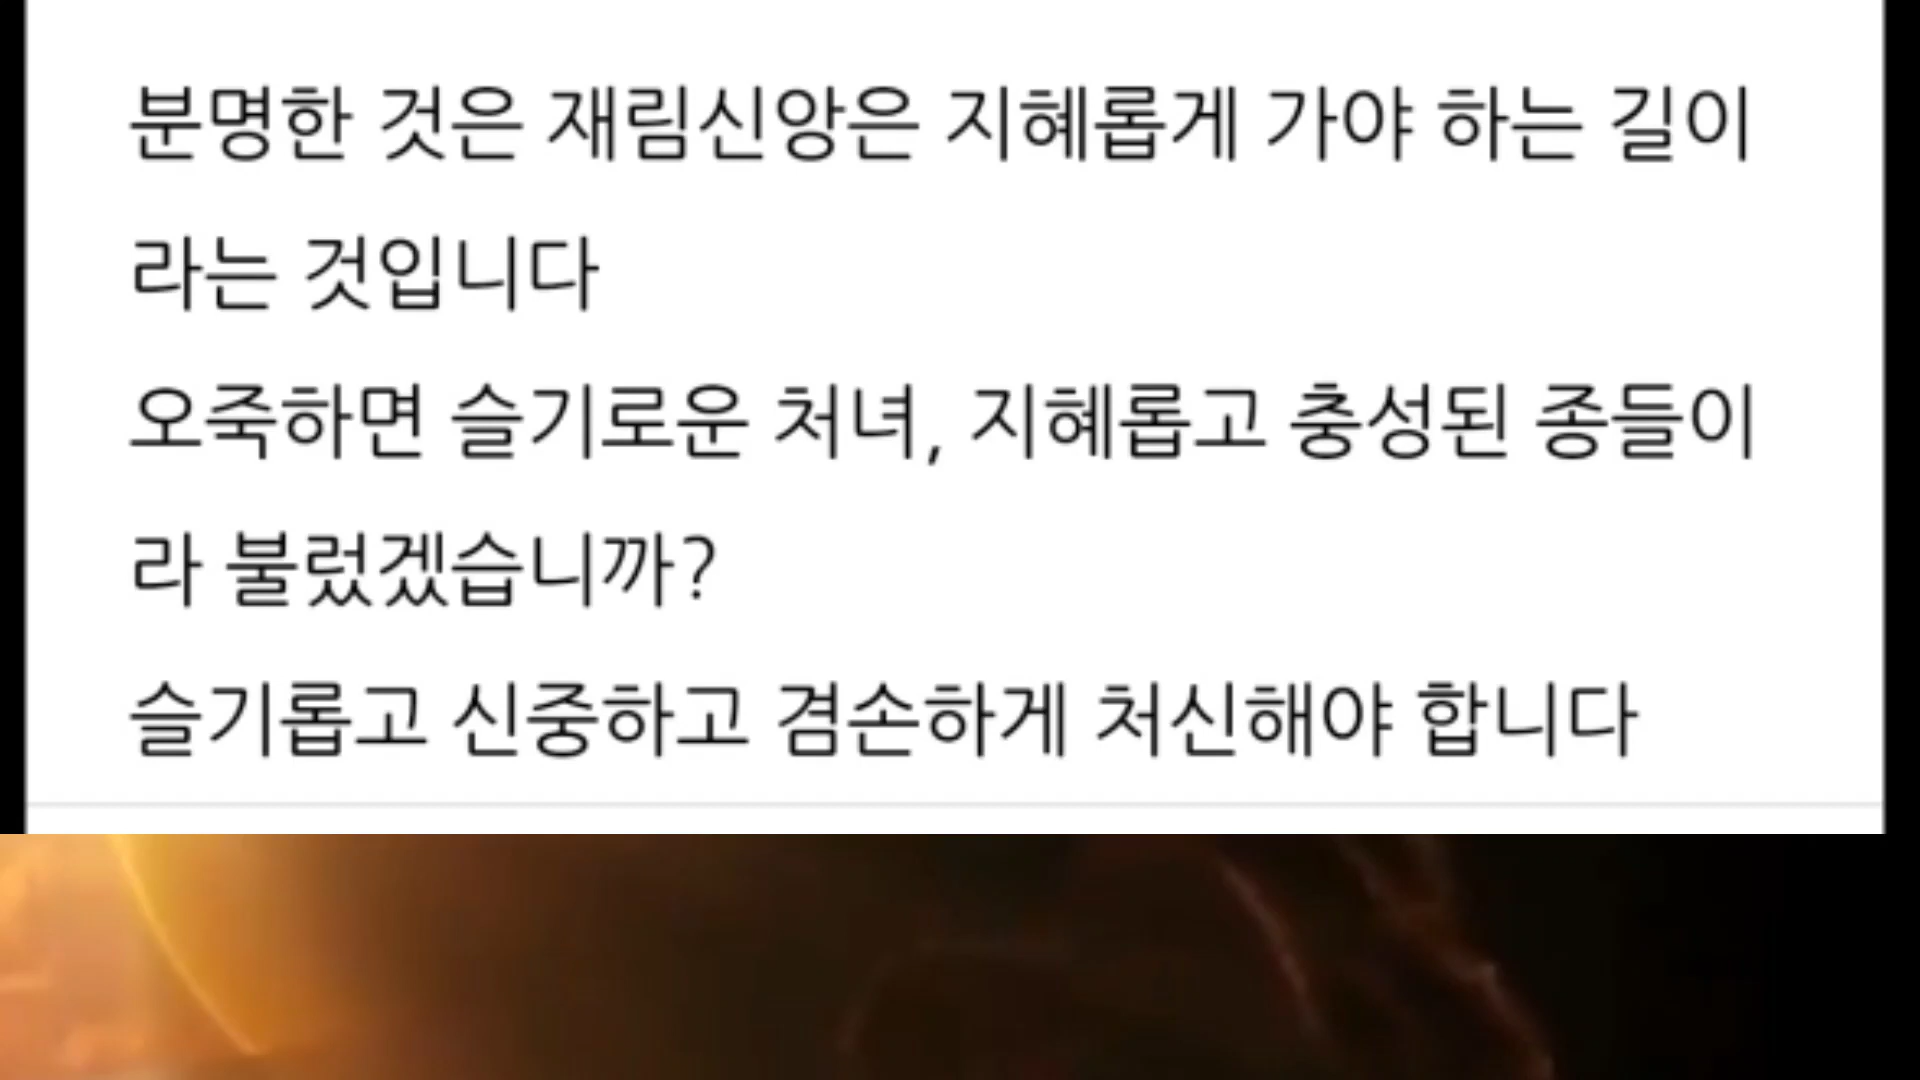 분명한 것은 재림신앙은 지혜롭게 가야 하는 길이
라는 것입니다
오죽하면 슬기로운 처녀, 지혜롭고 충성된 종들이
라 불렀겠습니까?
슬기롭고 신중하고 겸손하게 처신해야 합니다